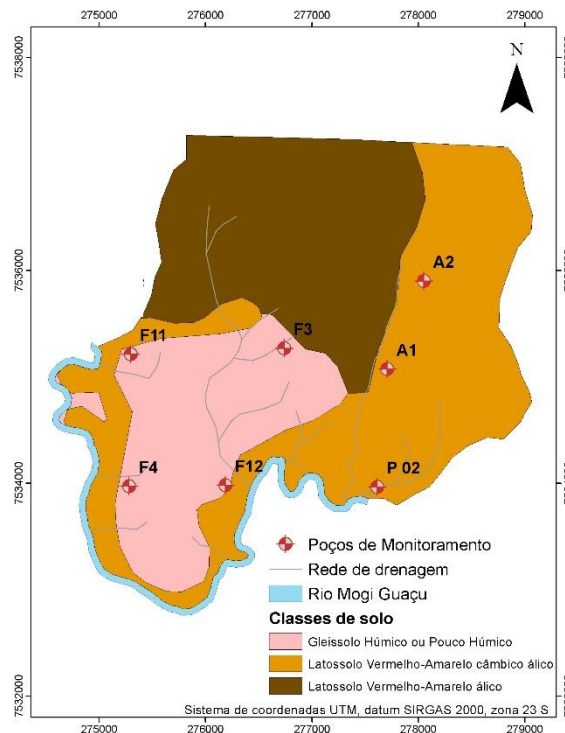 275000 276000 277000 278000 279000
7538000
N
7536000
A2
F11
F3
A1
7534000
F4
F12
P 02
Poços de Monitoramento
Rede de drenagem
Rio Mogi Guaçu
Classes de solo
Gleissolo Húmico ou Pouco Húmico
Latossolo Vermelho-Amarelo câmbico álico
Latossolo Vermelho-Amarelo álico
7532000
Sistema de coordenadas UTM, datum SIRGAS 2000, zona 23 S
275000 276000 277000 278000 279000